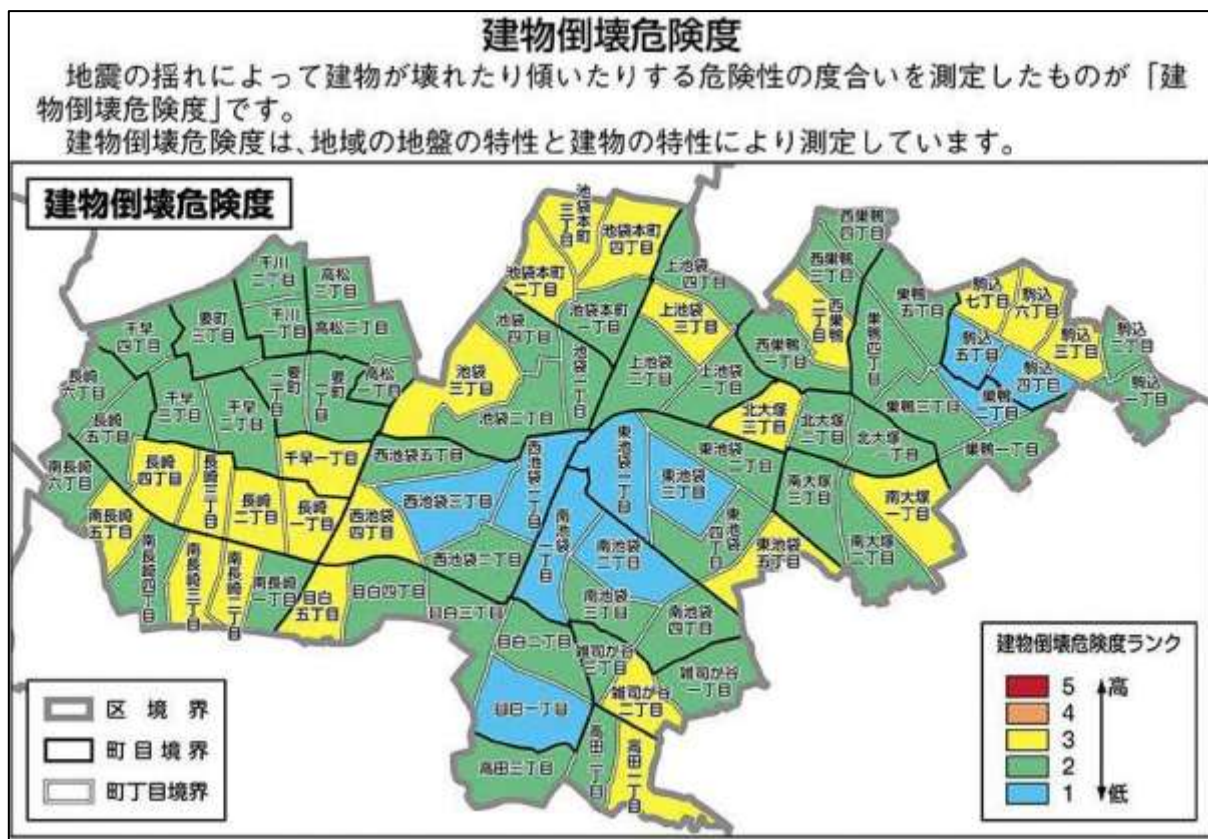 建物倒壊危険度
地震の揺れによって建物が壊れたり傾いたりする危険性の度合いを測定したものが「建
物倒壊危険度」です。
建物倒壊危険度は、地域の地盤の特性と建物の特性により測定しています。
建物倒壊危険度
千川二丁目
高松三丁目
千川一丁目
高松二丁目
要町三丁目
千早四丁目
長崎六丁目
千早三丁目
千早二丁目
要町二丁目
要町一丁目
高松一丁目
長崎五丁目
南長崎六丁目
長崎四丁目
長崎三丁目
長崎二丁目
長崎一丁目
千早一丁目
南長崎五丁目
南長崎四丁目
南長崎三丁目
南長崎二丁目
南長崎一丁目
目白五丁目
目白四丁目
目白三丁目
目白二丁目
目白一丁目
池袋本町三丁目
池袋本町四丁目
池袋本町二丁目
池袋本町一丁目
池袋四丁目
池袋三丁目
池袋二丁目
池袋一丁目
西池袋五丁目
西池袋四丁目
西池袋三丁目
西池袋二丁目
西池袋一丁目
上池袋四丁目
上池袋三丁目
上池袋二丁目
上池袋一丁目
東池袋一丁目
東池袋二丁目
東池袋三丁目
東池袋四丁目
東池袋五丁目
南池袋一丁目
南池袋二丁目
南池袋三丁目
南池袋四丁目
雑司が谷三丁目
雑司が谷二丁目
雑司が谷一丁目
高田三丁目
高田二丁目
高田一丁目
西巣鴨四丁目
西巣鴨三丁目
西巣鴨二丁目
西巣鴨一丁目
北大塚三丁目
北大塚二丁目
北大塚一丁目
南大塚三丁目
南大塚二丁目
南大塚一丁目
巣鴨五丁目
巣鴨四丁目
巣鴨三丁目
巣鴨二丁目
巣鴨一丁目
駒込七丁目
駒込六丁目
駒込五丁目
駒込四丁目
駒込三丁目
駒込二丁目
駒込一丁目
区境界
町目境界
町丁目境界
建物倒壊危険度ランク
5 高
4
3
2
1 低